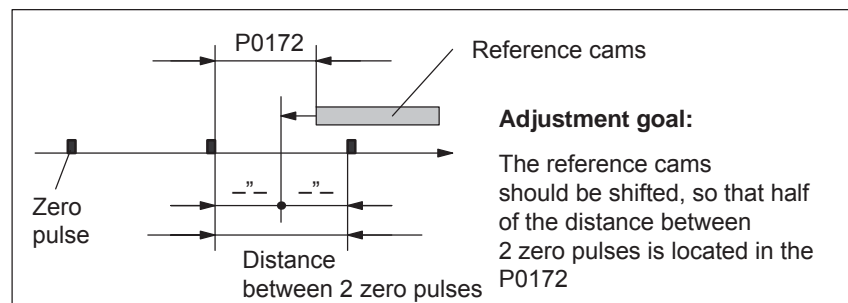 P0172
Reference cams
Adjustment goal:
The reference cams
should be shifted, so that half
of the distance between
2 zero pulses is located in the
P0172
Zero
pulse
_”_ _”_
Distance
between 2 zero pulses